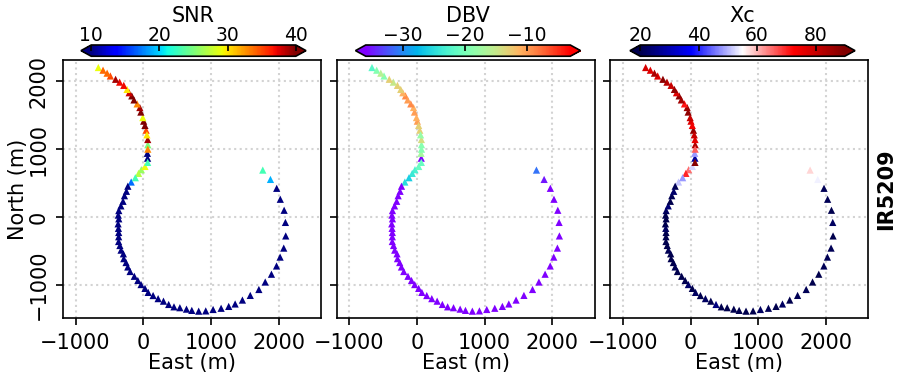 SNR DBV Xc
10 20 30 40 −30 −20 −10 20 40 60 80
2000
1000
0
−1000
North (m)
IR5209
−1000 0 1000 2000 −1000 0 1000 2000 −1000 0 1000 2000
East (m) East (m) East (m)